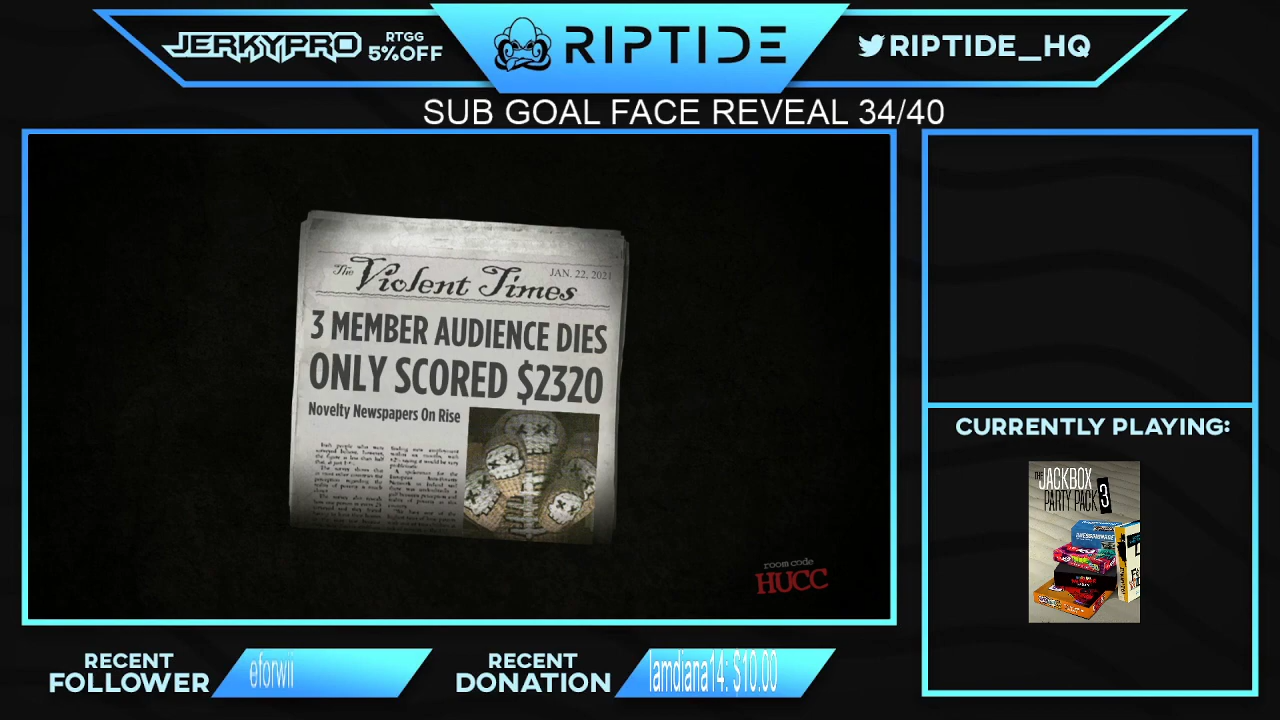 JERKYPRO
RTGG
5% OFF
RIPTIDE
RIPTIDE_HQ
SUB GOAL FACE REVEAL 34/40
The Violent Times
JAN. 22, 2021
3 MEMBER AUDIENCE DIES
ONLY SCORED $2320
Novelty Newspapers On Rise
room code
HUCC
CURRENTLY PLAYING:
THE JACKBOX
PARTY PACK 3
RECENT
FOLLOWER
eforwii
RECENT
DONATION
Iamdiana14: $10.00